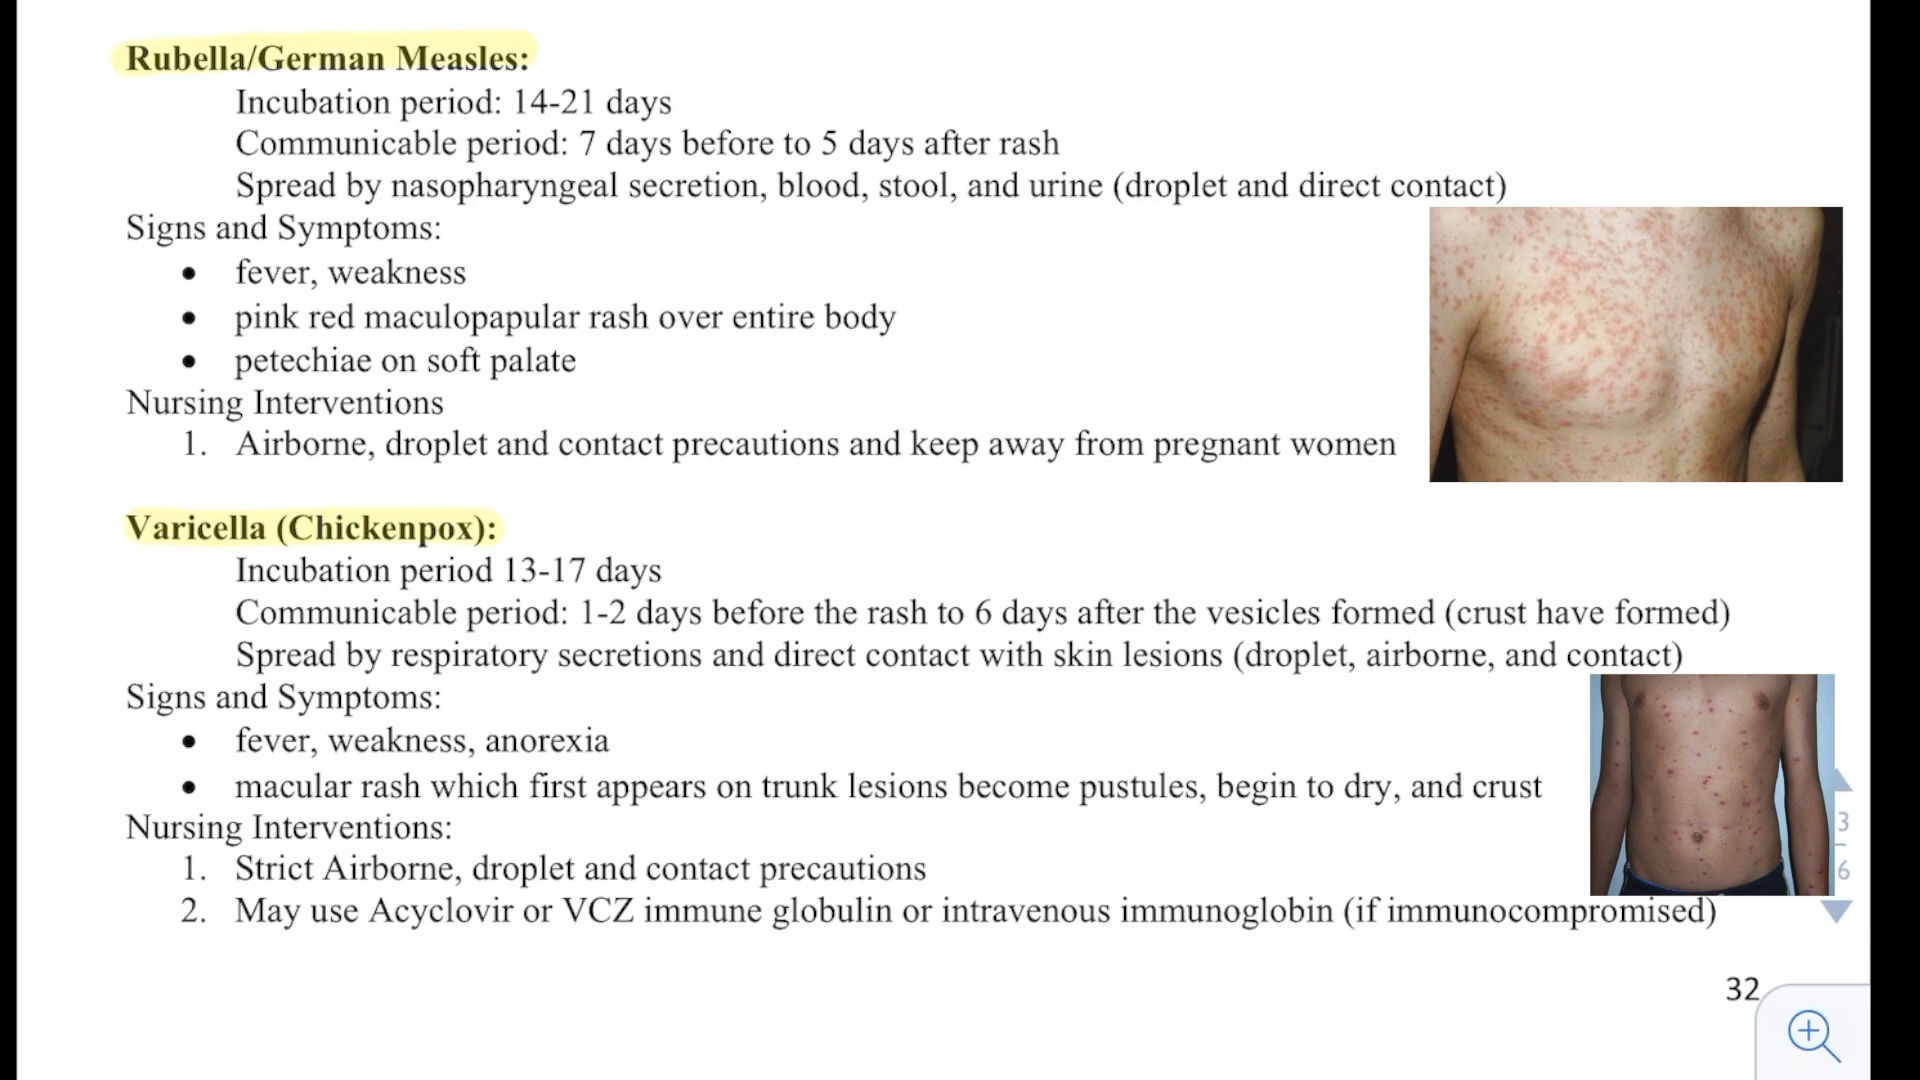 Rubella/German Measles:
Incubation period: 14-21 days
Communicable period: 7 days before to 5 days after rash
Spread by nasopharyngeal secretion, blood, stool, and urine (droplet and direct contact)
Signs and Symptoms:
• fever, weakness
• pink red maculopapular rash over entire body
• petechiae on soft palate
Nursing Interventions
1. Airborne, droplet and contact precautions and keep away from pregnant women
Varicella (Chickenpox):
Incubation period 13-17 days
Communicable period: 1-2 days before the rash to 6 days after the vesicles formed (crust have formed)
Spread by respiratory secretions and direct contact with skin lesions (droplet, airborne, and contact)
Signs and Symptoms:
• fever, weakness, anorexia
• macular rash which first appears on trunk lesions become pustules, begin to dry, and crust
Nursing Interventions:
1. Strict Airborne, droplet and contact precautions
2. May use Acyclovir or VCZ immune globulin or intravenous immunoglobin (if immunocompromised)
3
6
32